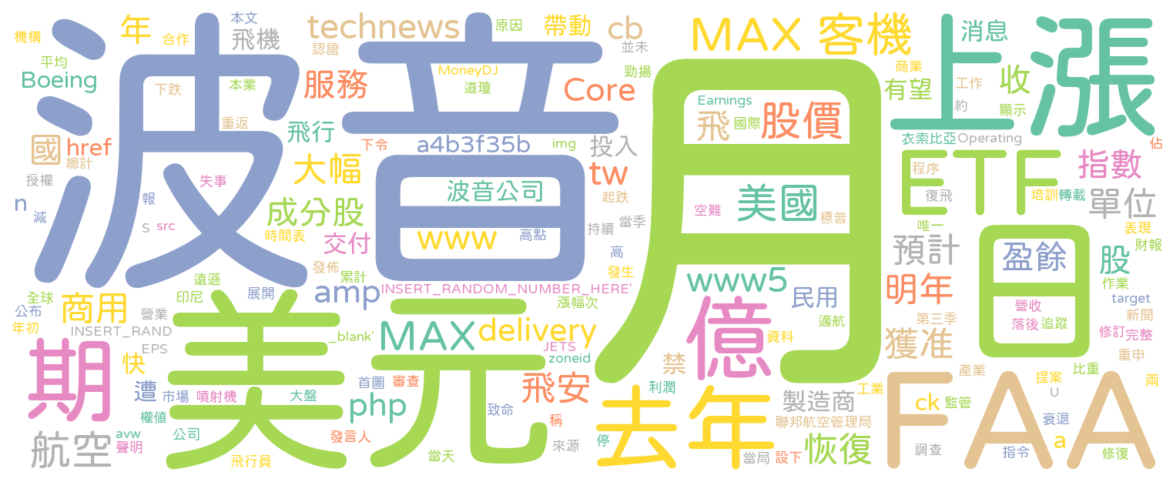 波音
月
上漲
日
美元
FAA
ETF
去年
億
期
MAX 客機
MAX
年
technews
帶動
cb
消息
機構
合作
本文
飛機
認證
原因
並未
平均
Boeing
下跌
本業
服務
MoneyDJ
道瓊
勁揚
Core
有望
收
商業
工作
約
顯示
重返
飛行
下令
a4b3f35b
img
投入
Earnings
飛
國際
股價
衣索比亞
Operating
佔
國
href
總計
授權
大幅
tw
指數
失事
波音公司
起跌
空難
美國
標普
程序
復飛
培訓
轉載
單位
n
減
報
S
src
成分股
時間表
www
高點
持續
當季
交付
唯一
表現
財報
預計
盈餘
股
作業
遠遜
發佈
累計
高
發生
www5
民用
明年
全球
印尼
展開
amp
INSERT_RANDOM_NUMBER_HERE'
漲幅次
適航
營收
落後
追蹤
target
新聞
公布
年初
商用
營業
INSERT_RAND
EPS
_blank'
delivery
資料
獲准
第三季
修訂
完整
重申
快
JETS
zoneid
禁
產業
比重
遭
市場
噴射機
大盤
首圖
審查
飛安
利潤
製造商
工業
提案
U
兩
權值
php
致命
稱
聯邦航空管理局
ck
監管
衰退
a
航空
avw
聲明
公司
發言人
來源
停
恢復
飛行員
當天
當局
設下
調查
指令
修復